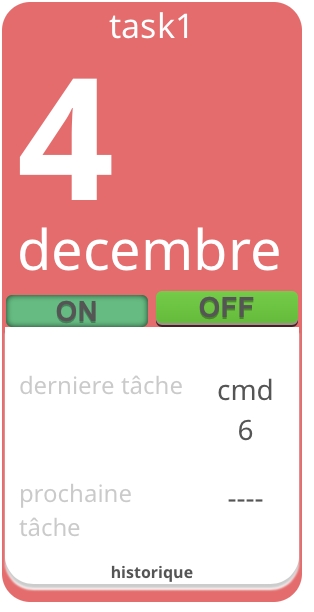 task1
4
decembre
ON OFF
derniere tâche cmd
6
prochaine ----
tâche
historique